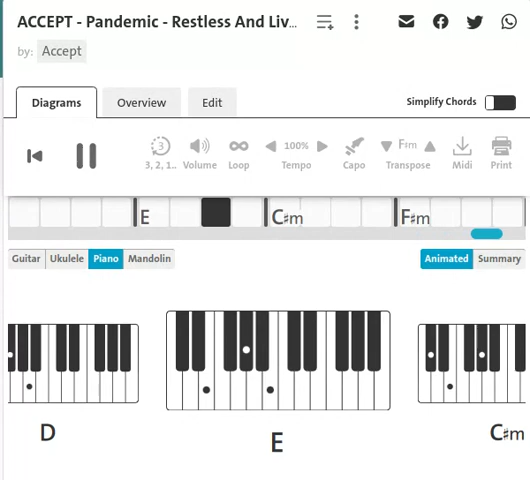 ACCEPT - Pandemic - Restless And Liv...
by: Accept
Diagrams Overview Edit Simplify Chords
3 100% F♯m
3, 2, 1.. Volume Loop Tempo Capo Transpose Midi Print
E C♯m F♯m
Guitar Ukulele Piano Mandolin Animated Summary
D E C♯m